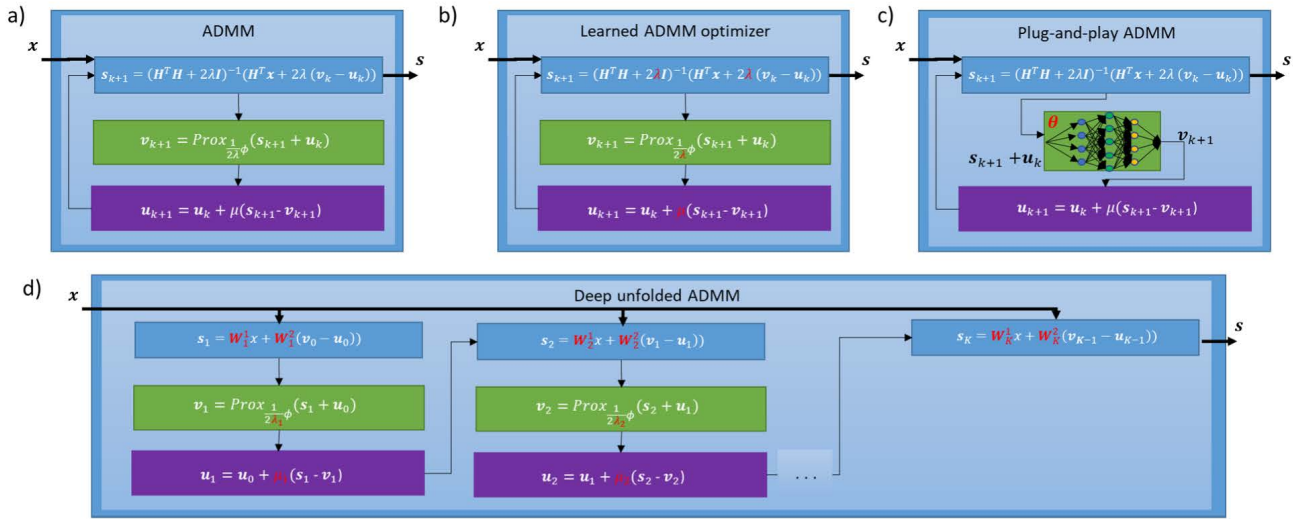 a)
ADMM
x
s_{k+1} = (H^T H + 2λI)^{-1}(H^T x + 2λ (v_k − u_k))
s
v_{k+1} = Prox_{\frac{1}{2λ}ϕ}(s_{k+1} + u_k)
u_{k+1} = u_k + μ(s_{k+1} - v_{k+1})
b)
Learned ADMM optimizer
x
s_{k+1} = (H^T H + 2λI)^{-1}(H^T x + 2λ (v_k − u_k))
s
v_{k+1} = Prox_{\frac{1}{2λ}ϕ}(s_{k+1} + u_k)
u_{k+1} = u_k + μ(s_{k+1} - v_{k+1})
c)
Plug-and-play ADMM
x
s_{k+1} = (H^T H + 2λI)^{-1}(H^T x + 2λ (v_k − u_k))
s
θ
v_{k+1}
s_{k+1} + u_k
u_{k+1} = u_k + μ(s_{k+1} - v_{k+1})
d)
x
Deep unfolded ADMM
s_1 = W_1^1 x + W_1^2 (v_0 − u_0))
v_1 = Prox_{\frac{1}{2λ_1}ϕ}(s_1 + u_0)
u_1 = u_0 + μ_1(s_1 - v_1)
s_2 = W_2^1 x + W_2^2 (v_1 − u_1))
v_2 = Prox_{\frac{1}{2λ_2}ϕ}(s_2 + u_1)
u_2 = u_1 + μ_2(s_2 - v_2)
...
s_K = W_K^1 x + W_K^2 (v_{K−1} − u_{K−1}))
s